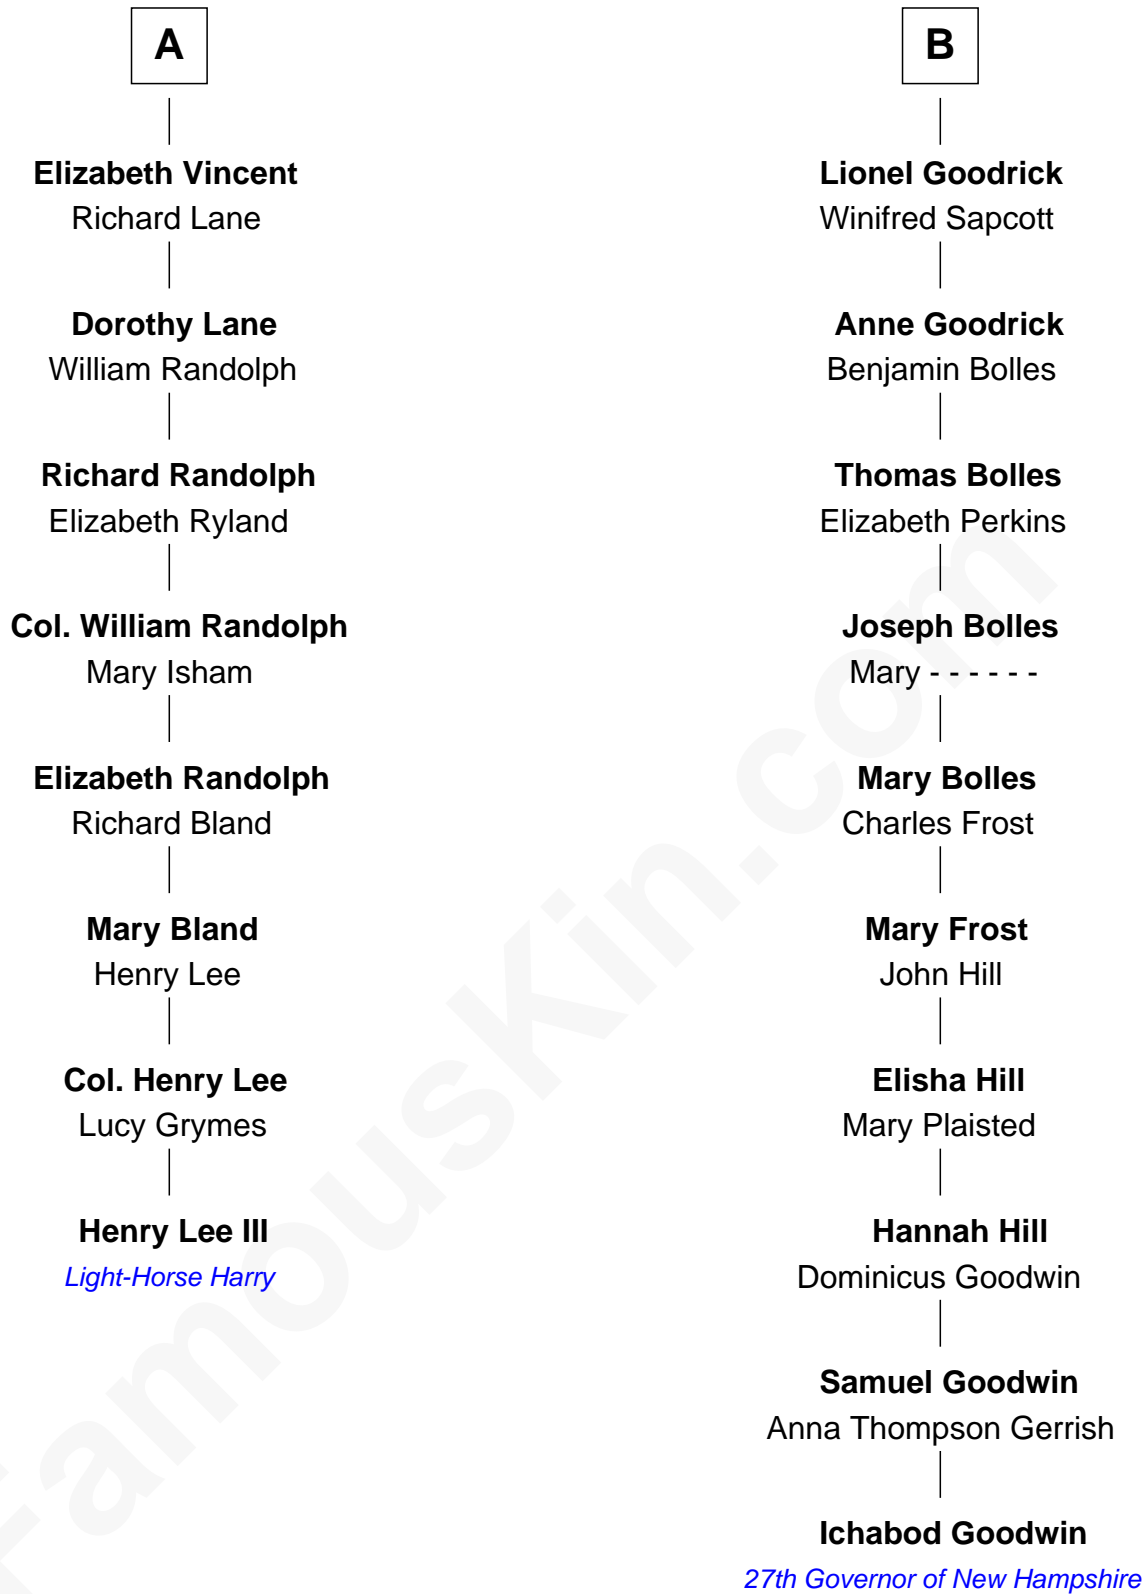 A
Elizabeth Vincent
Richard Lane
Dorothy Lane
William Randolph
Richard Randolph
Elizabeth Ryland
Col. William Randolph
Mary Isham
Elizabeth Randolph
Richard Bland
Mary Bland
Henry Lee
Col. Henry Lee
Lucy Grymes
Henry Lee III
Light-Horse Harry
B
Lionel Goodrick
Winifred Sapcott
Anne Goodrick
Benjamin Bolles
Thomas Bolles
Elizabeth Perkins
Joseph Bolles
Mary - - - - - -
Mary Bolles
Charles Frost
Mary Frost
John Hill
Elisha Hill
Mary Plaisted
Hannah Hill
Dominicus Goodwin
Samuel Goodwin
Anna Thompson Gerrish
Ichabod Goodwin
27th Governor of New Hampshire
FamousKin.com